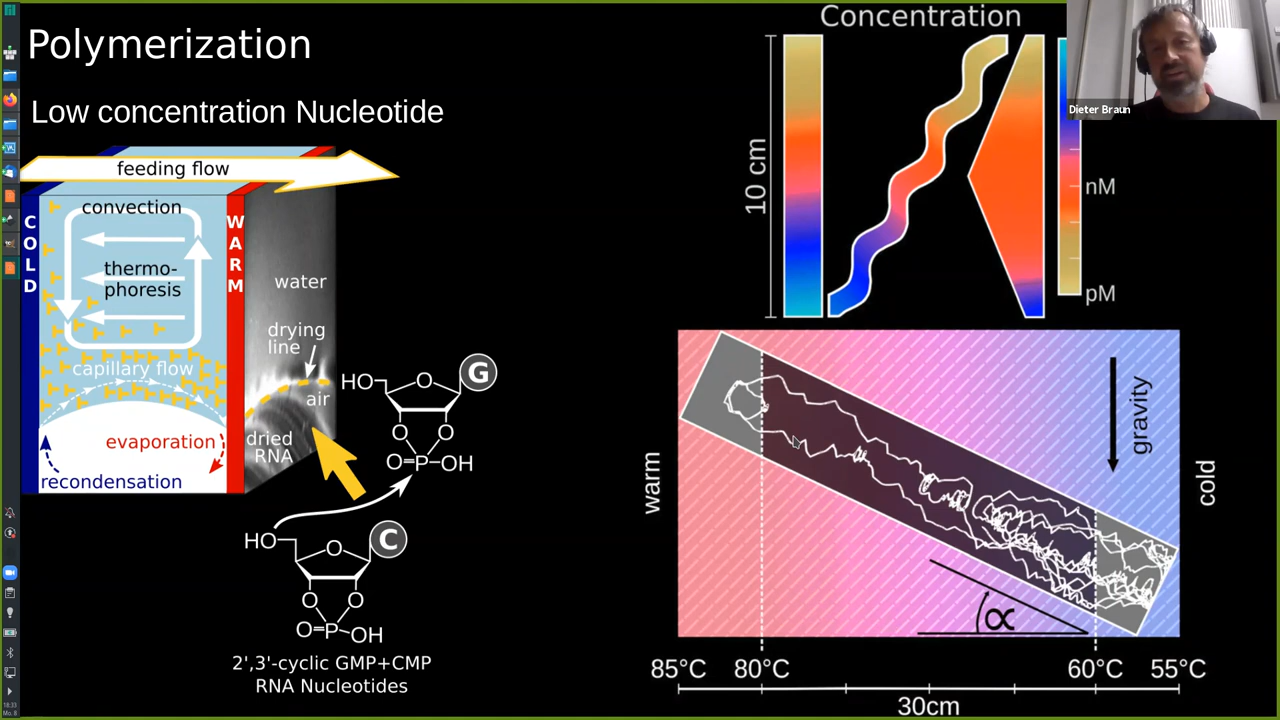 Polymerization
Low concentration Nucleotide
feeding flow
convection
COLD
WARM
thermo-
phoresis
water
drying
line
capillary flow
air
evaporation
dried
RNA
recondensation
HO
G
O
O
O
O=P-OH
HO
C
O
O
O
O=P-OH
2',3'-cyclic GMP+CMP
RNA Nucleotides
Concentration
10 cm
nM
pM
Dieter Braun
warm
gravity
cold
α
85°C 80°C 60°C 55°C
30cm
18:33